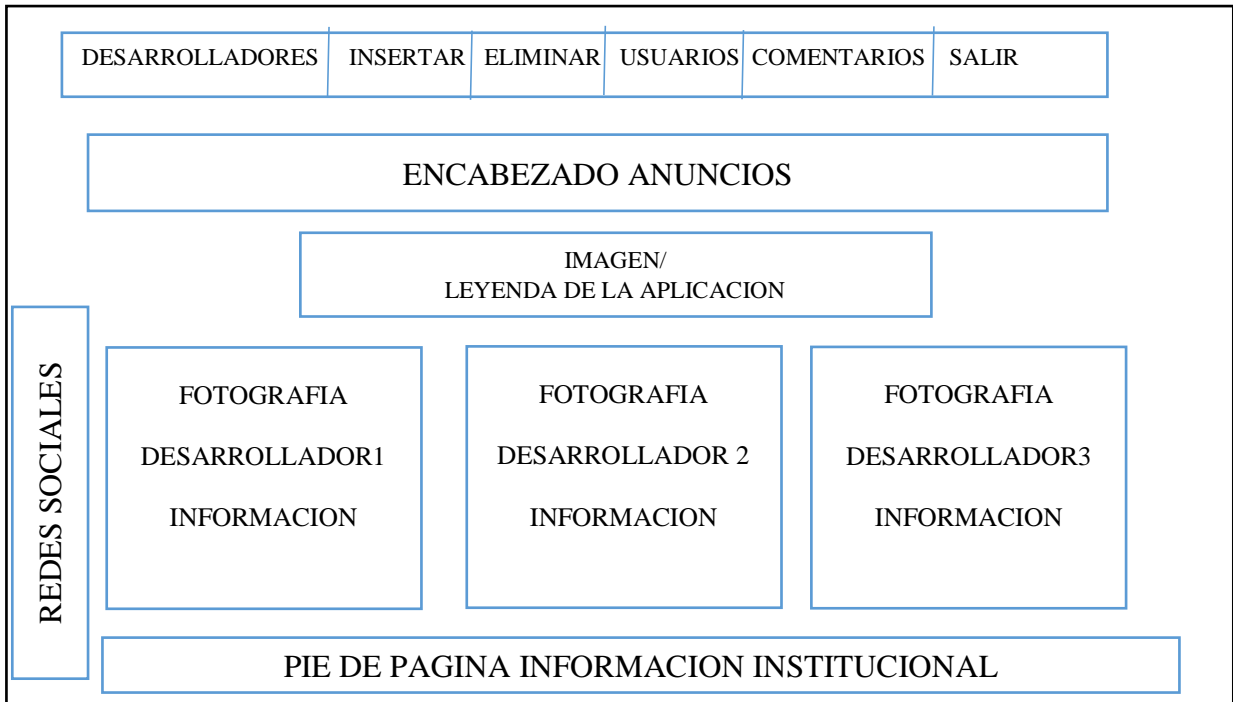 DESARROLLADORES INSERTAR ELIMINAR USUARIOS COMENTARIOS SALIR
ENCABEZADO ANUNCIOS
IMAGEN/
LEYENDA DE LA APLICACION
REDES SOCIALES
FOTOGRAFIA
DESARROLLADOR1
INFORMACION
FOTOGRAFIA
DESARROLLADOR 2
INFORMACION
FOTOGRAFIA
DESARROLLADOR3
INFORMACION
PIE DE PAGINA INFORMACION INSTITUCIONAL